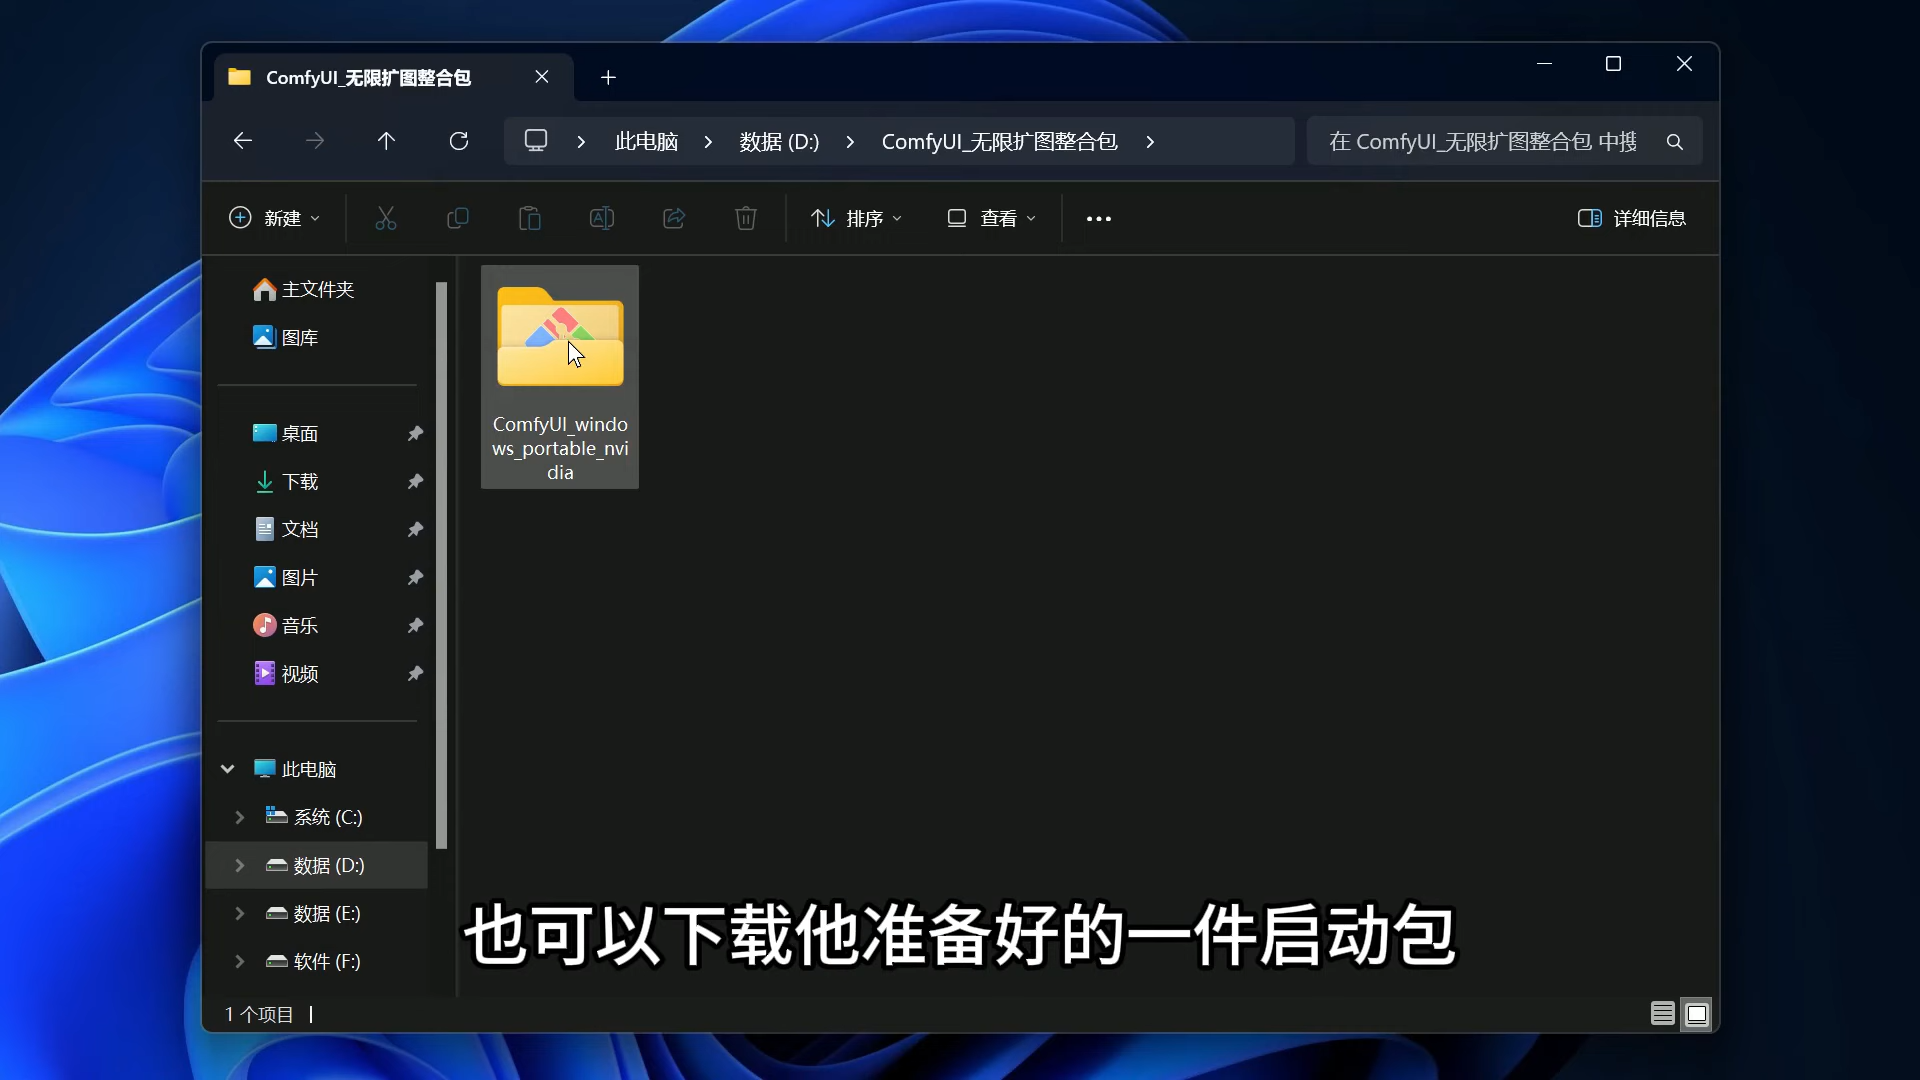 ComfyUI_无限扩图整合包
此电脑 数据 (D:) ComfyUI_无限扩图整合包
在 ComfyUI_无限扩图整合包 中搜
新建 排序 查看 详细信息
主文件夹
图库
桌面
下载
文档
图片
音乐
视频
此电脑
系统 (C:)
数据 (D:)
数据 (E:)
软件 (F:)
ComfyUI_windo
ws_portable_nvi
dia
也可以下载他准备好的一件启动包
1 个项目